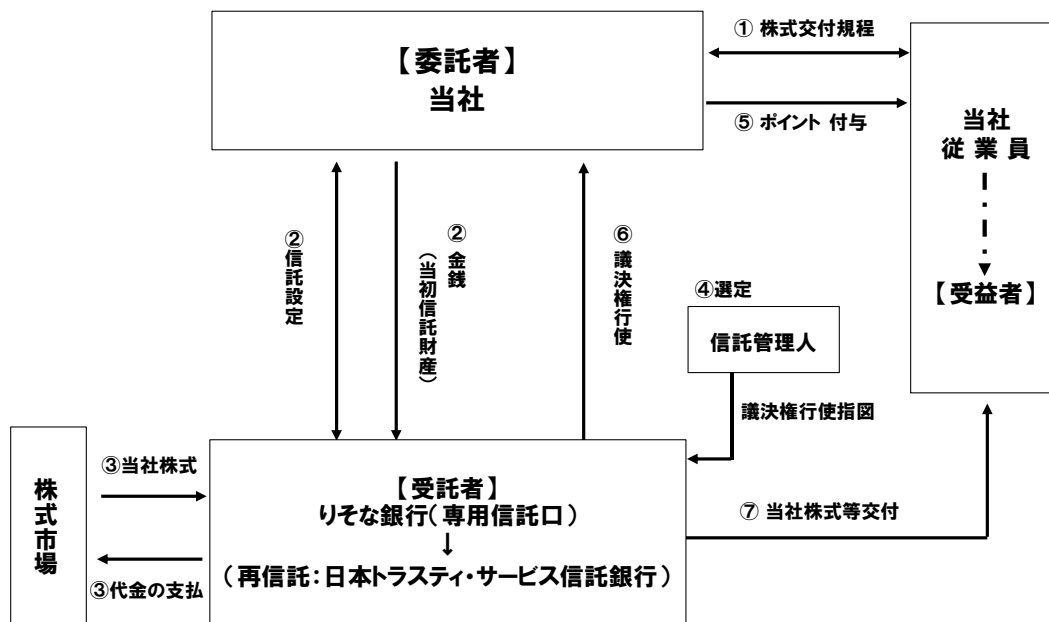 ① 株式交付規程
【委託者】
当社
⑤ ポイント 付与
当社
従 業 員
【受益者】
②信託設定
② 金銭
（当初信託財産）
⑥ 議決権行使
④選定
信託管理人
議決権行使指図
株式市場
③当社株式
③代金の支払
【受託者】
りそな銀行（専用信託口）
↓
（再信託：日本トラスティ・サービス信託銀行）
⑦ 当社株式等交付